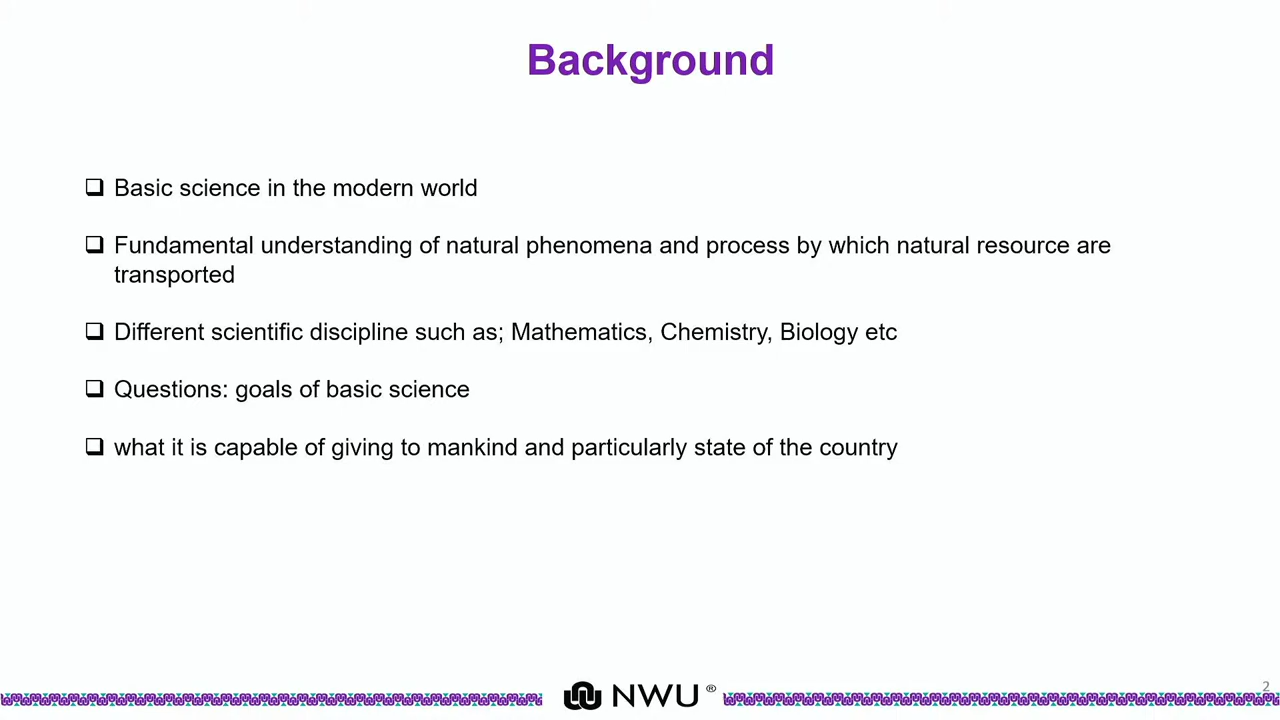 Background
Basic science in the modern world
Fundamental understanding of natural phenomena and process by which natural resource are
transported
Different scientific discipline such as; Mathematics, Chemistry, Biology etc
Questions: goals of basic science
what it is capable of giving to mankind and particularly state of the country
NWU®
2